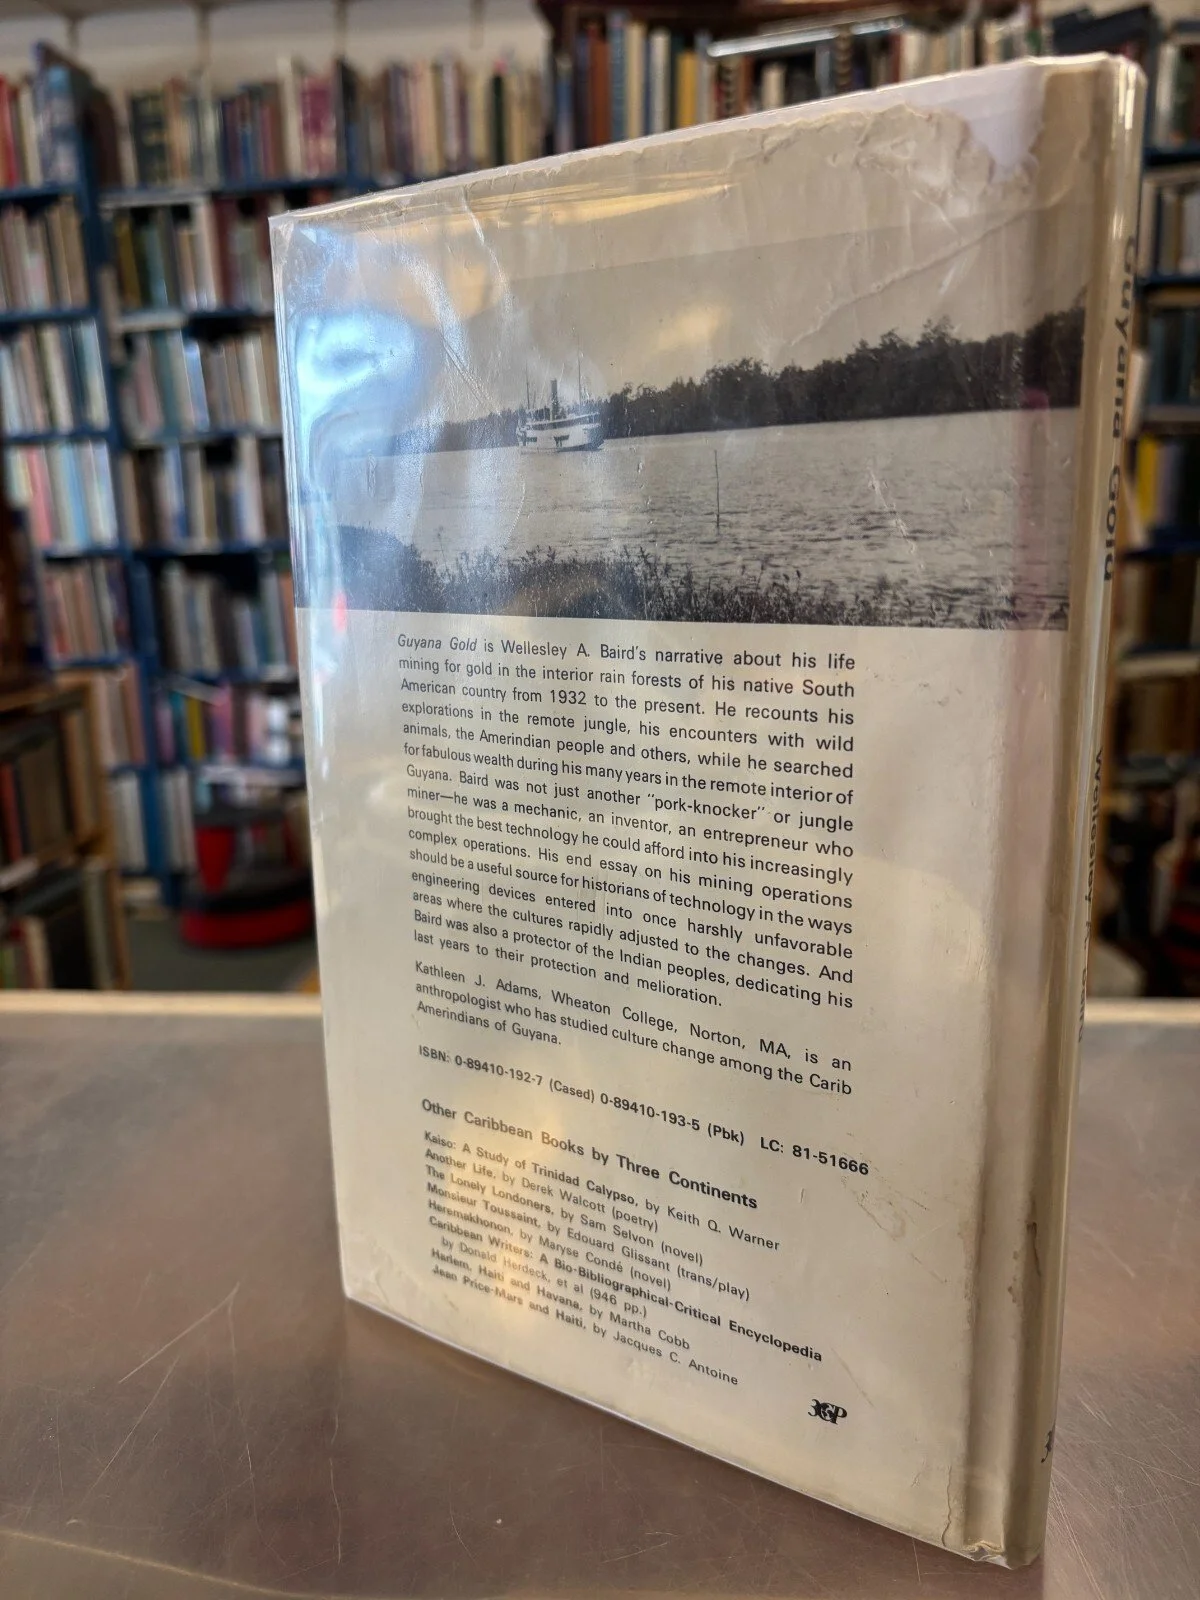 Guyana Gold is Wellesley A. Baird's narrative about his life
mining for gold in the interior rain forests of his native South
American country from 1932 to the present. He recounts his
explorations in the remote jungle, his encounters with wild
animals, the Amerindian people and others, while he searched
for fabulous wealth during his many years in the remote interior of
Guyana. Baird was not just another "pork-knocker" or jungle
miner—he was a mechanic, an inventor, an entrepreneur who
brought the best technology he could afford into his increasingly
complex operations. His end essay on his mining operations
should be a useful source for historians of technology in the ways
engineering devices entered into once harshly unfavorable
areas where the cultures rapidly adjusted to the changes. And
Baird was also a protector of the Indian peoples, dedicating his
last years to their protection and melioration.
Kathleen J. Adams, Wheaton College, Norton, MA, is an
anthropologist who has studied culture change among the Carib
Amerindians of Guyana.
ISBN: 0-89410-192-7 (Cased) 0-89410-193-5 (Pbk) LC: 81-51666
Other Caribbean Books by Three Continents
Kaiso: A Study of Trinidad Calypso, by Keith Q. Warner
Another Life, by Derek Walcott (poetry)
The Lonely Londoners, by Sam Selvon (novel)
Monsieur Toussaint, by Edouard Glissant (trans/play)
Heremakhonon, by Maryse Condé (novel)
Caribbean Writers: A Bio-Bibliographical-Critical Encyclopedia
by Donald Herdeck, et al (946 pp.)
Harlem, Haiti and Havana, by Martha Cobb
Jean Price-Mars and Haiti, by Jacques C. Antoine
3CP
Guyana Gold
Wellesley A. Baird